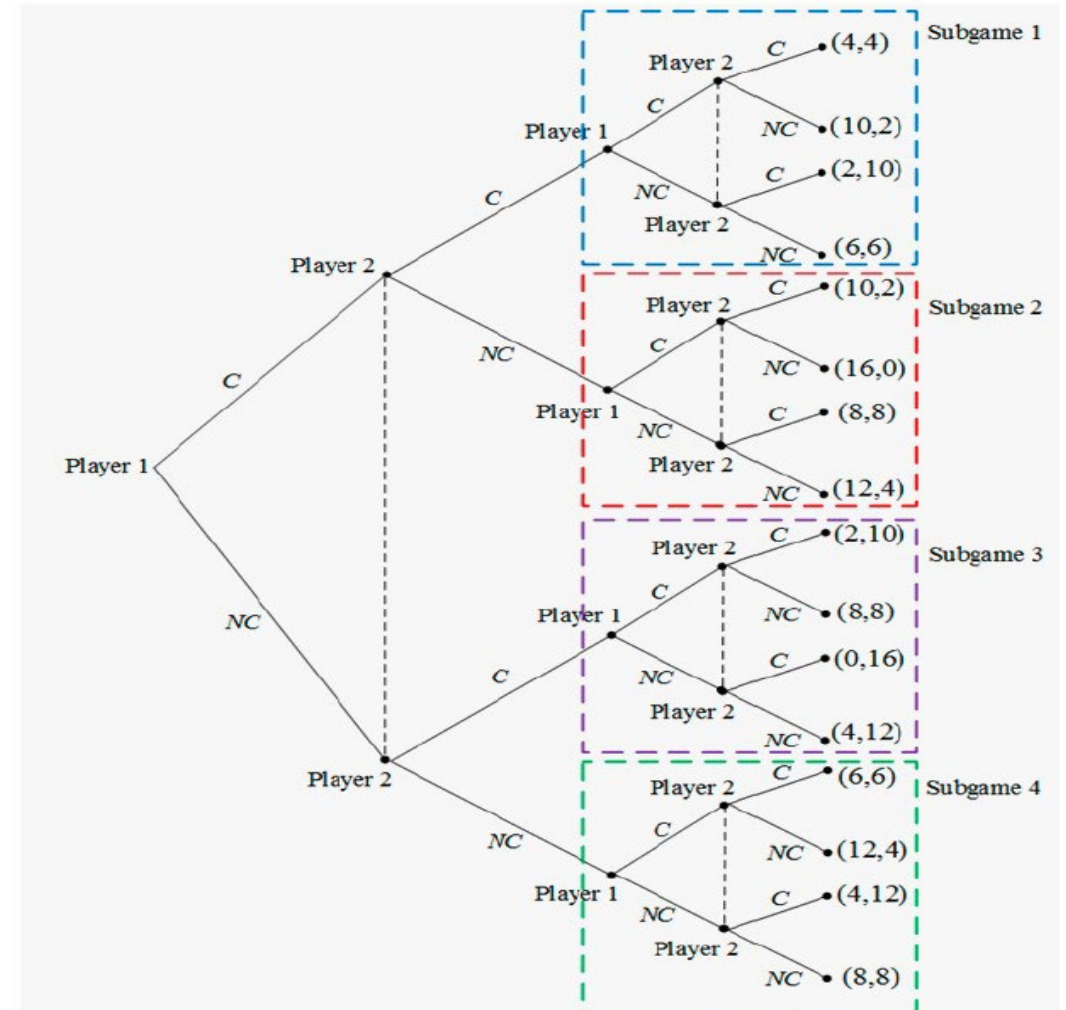 Subgame 1
C
(4,4)
Player 2
C
NC
(10,2)
Player 1
C
(2,10)
NC
C
Player 2
NC
(6,6)
Player 2
C
(10,2)
Subgame 2
Player 2
C
NC
(16,0)
NC
C
(8,8)
Player 1
NC
C
Player 2
Player 1
NC
(12,4)
C
(2,10)
Player 2
Subgame 3
C
NC
(8,8)
Player 1
NC
C
(0,16)
C
NC
Player 2
NC
(4,12)
Player 2
C
(6,6)
Player 2
Subgame 4
C
NC
NC
(12,4)
Player 1
C
(4,12)
NC
Player 2
NC
(8,8)